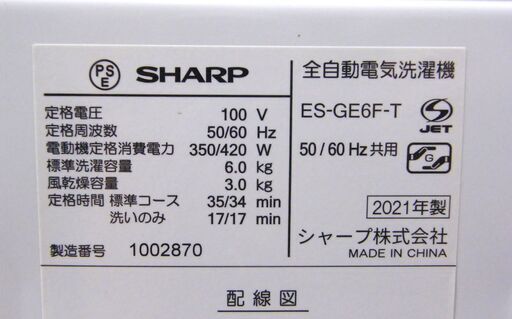 PSE SHARP
定格電圧 100 V
定格周波数 50/60 Hz
電動機定格消費電力 350/420 W
標準洗濯容量 6.0 kg
風乾燥容量 3.0 kg
定格時間 標準コース 35/34 min
洗いのみ 17/17 min
製造番号 1002870
全自動電気洗濯機
ES-GE6F-T
JET
50/60 Hz共用
G
2021年製
シャープ株式会社
MADE IN CHINA
配線図